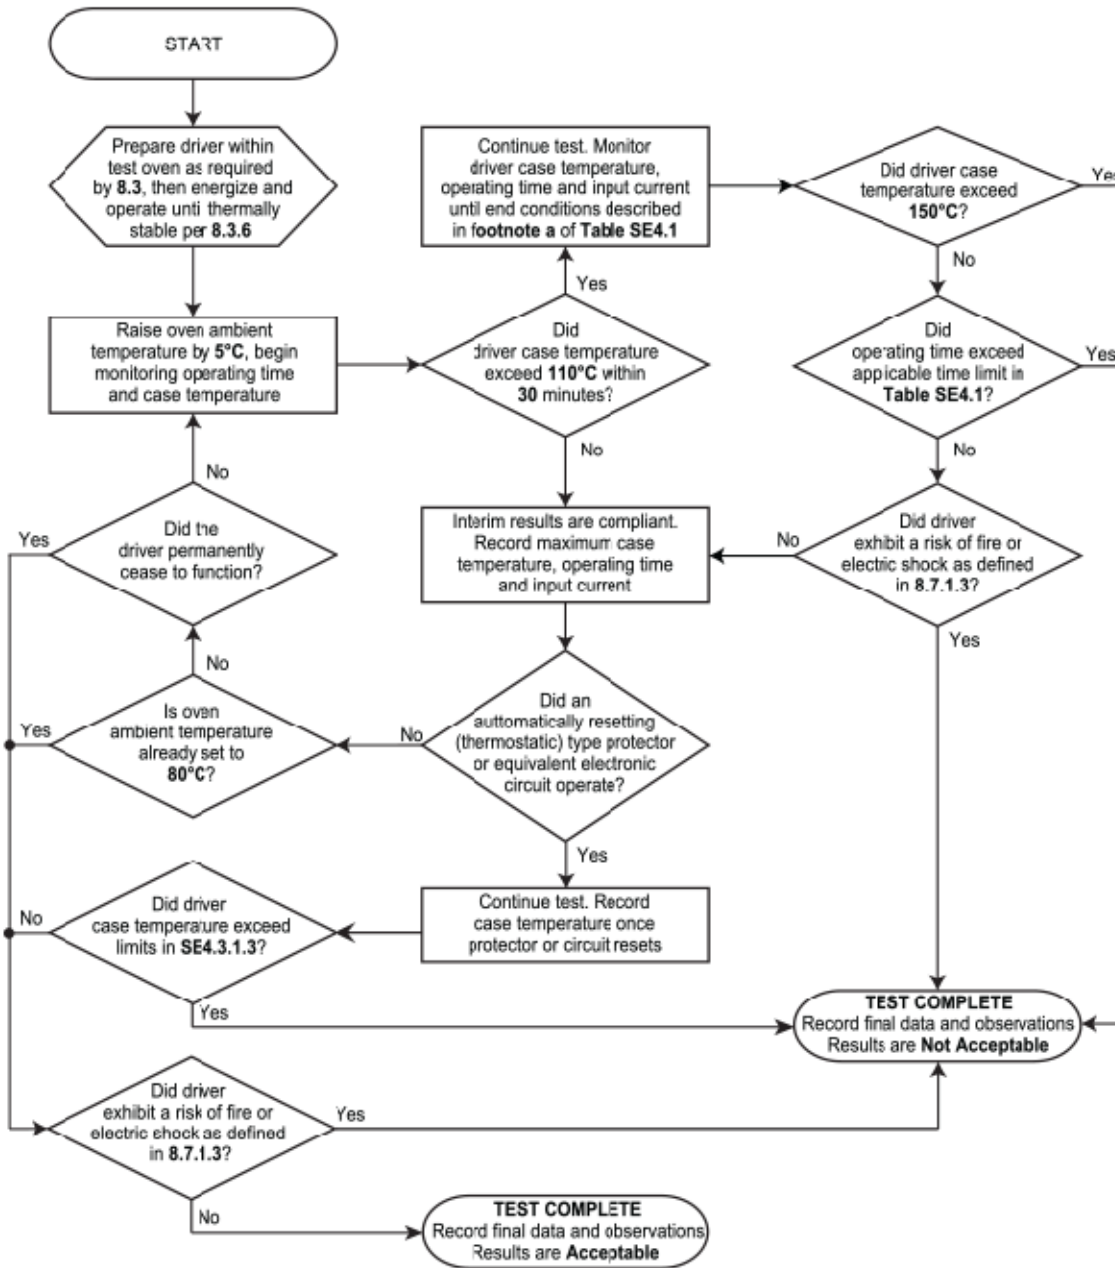 START
Prepare driver within
test oven as required
by 8.3, then energize and
operate until thermally
stable per 8.3.6
Raise oven ambient
temperature by 5°C, begin
monitoring operating time
and case temperature
Continue test. Monitor
driver case temperature,
operating time and input current
until end conditions described
in footnote a of Table SE4.1
Yes
Did
driver case temperature
exceed 110°C within
30 minutes?
No
Did driver case
temperature exceed
150°C?
Yes
No
Did
operating time exceed
applicable time limit in
Table SE4.1?
Yes
No
Did driver
exhibit a risk of fire or
electric shock as defined
in 8.7.1.3?
No
Yes
Interim results are compliant.
Record maximum case
temperature, operating time
and input current
Did an
auttomatically resetting
(thermostatic) type protector
or equivalent electronic
circuit operate?
No
Yes
No
Did the
driver permanently
cease to function?
Yes
No
Is oven
ambient temperature
already set to
80°C?
Yes
Continue test. Record
case temperature once
protector or circuit resets
Did driver
case temperature exceed
limits in SE4.3.1.3?
No
Yes
TEST COMPLETE
Record final data and observations
Results are Not Acceptable
Did driver
exhibit a risk of fire or
electric shock as defined
in 8.7.1.3?
Yes
No
TEST COMPLETE
Record final data and observations
Results are Acceptable